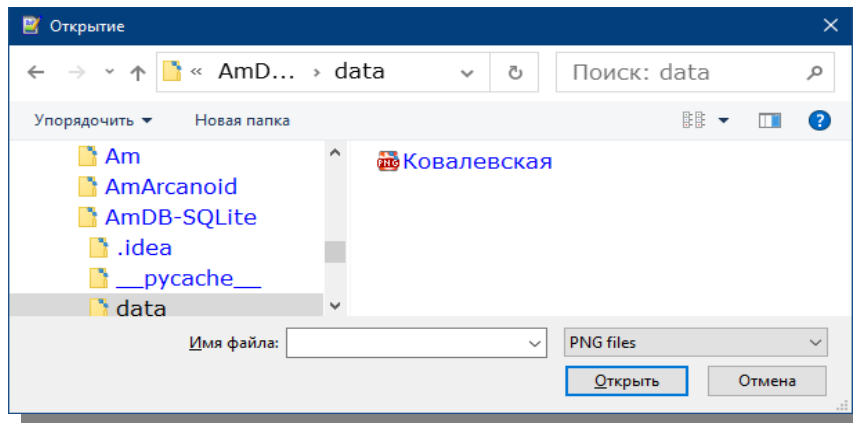 Открытие
« AmD... › data
Поиск: data
Упорядочить
Новая папка
?
Am
AmArcanoid
AmDB-SQLite
.idea
__pycache__
data
PNG Ковалевская
Имя файла:
PNG files
Открыть
Отмена